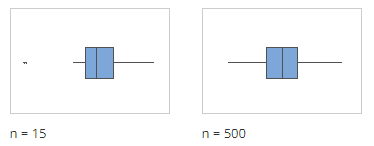 n = 15
n = 500